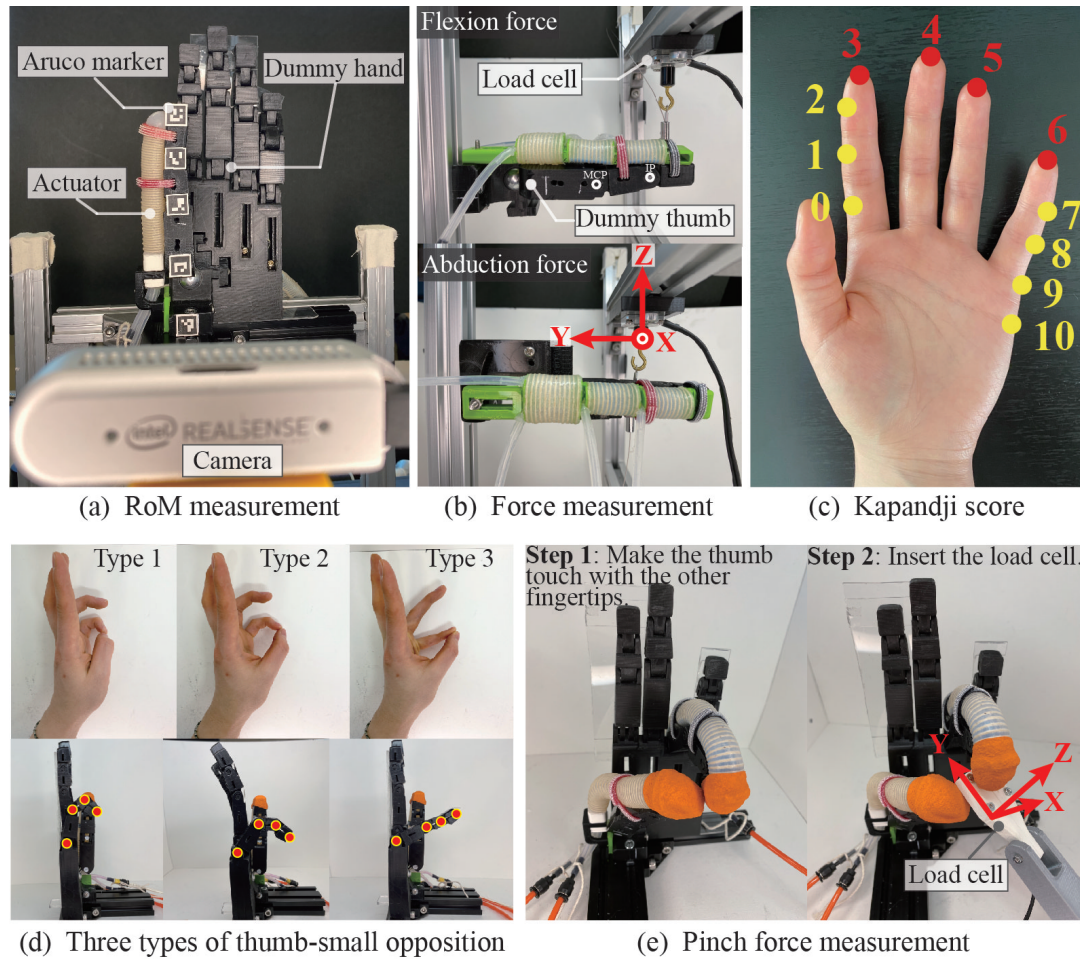 Aruco marker
Dummy hand
Actuator
intel REALSENSE
Camera
(a) RoM measurement
Flexion force
Load cell
MCP
IP
Dummy thumb
Abduction force
Z
Y
X
(b) Force measurement
3
4
5
2
6
1
0
7
8
9
10
(c) Kapandji score
Type 1
Type 2
Type 3
(d) Three types of thumb-small opposition
Step 1: Make the thumb
touch with the other
fingertips.
Step 2: Insert the load cell.
Y
Z
X
Load cell
(e) Pinch force measurement